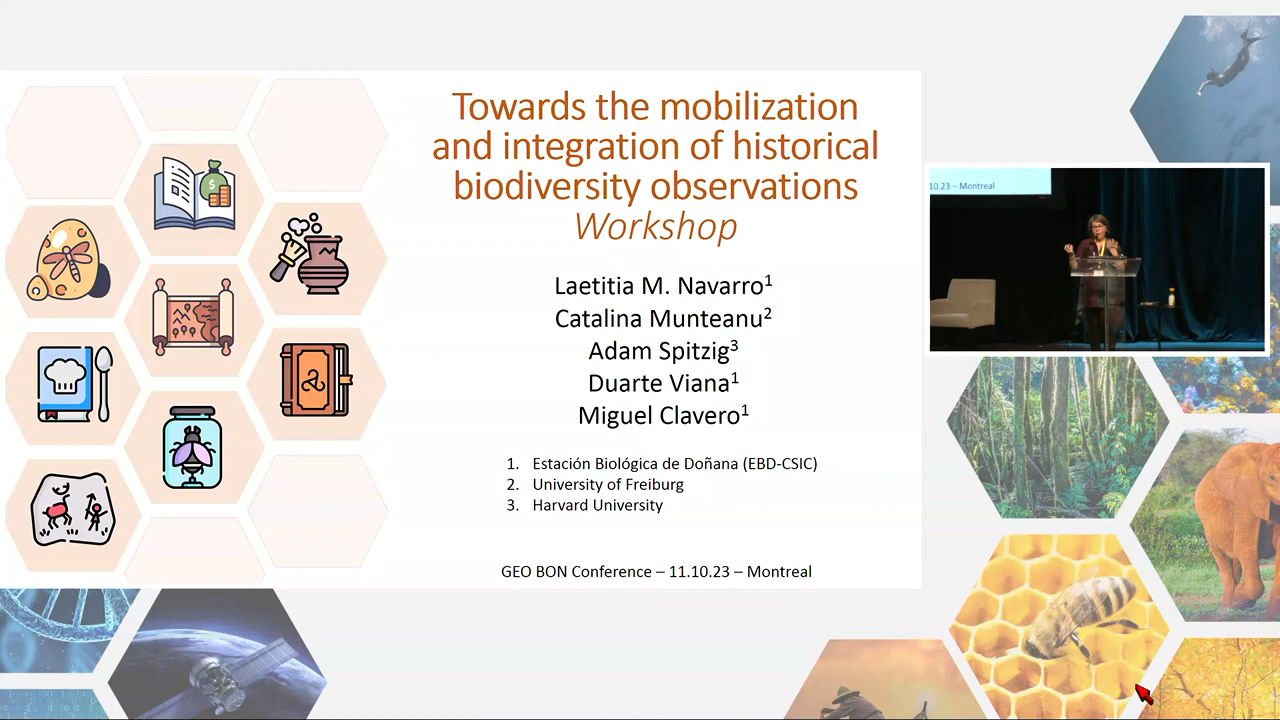 Towards the mobilization
and integration of historical
biodiversity observations
Workshop
Laetitia M. Navarro¹
Catalina Munteanu²
Adam Spitzig³
Duarte Viana¹
Miguel Clavero¹
1. Estación Biológica de Doñana (EBD-CSIC)
2. University of Freiburg
3. Harvard University
GEO BON Conference – 11.10.23 – Montreal
10.23 – Montreal